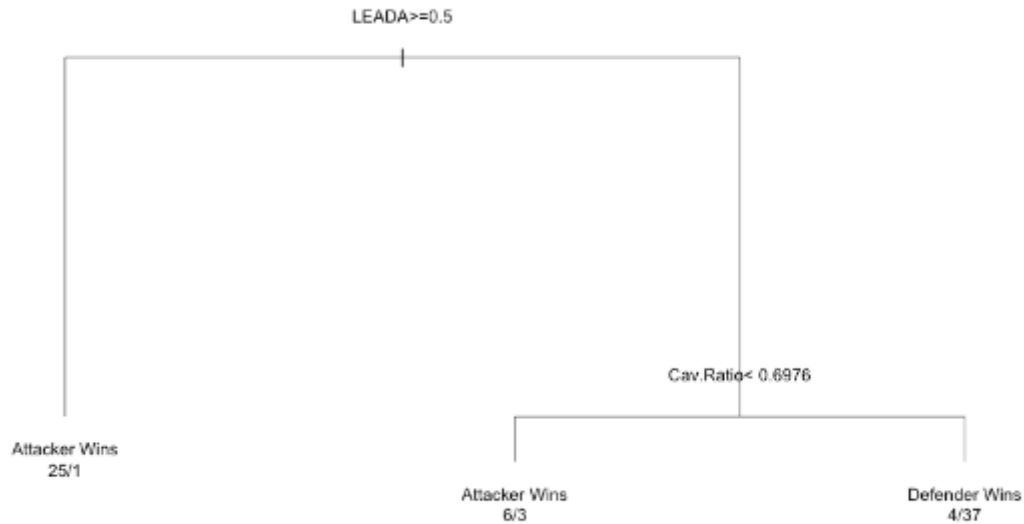 LEADA>=0.5
Cav.Ratio< 0.6976
Attacker Wins
25/1
Attacker Wins
6/3
Defender Wins
4/37